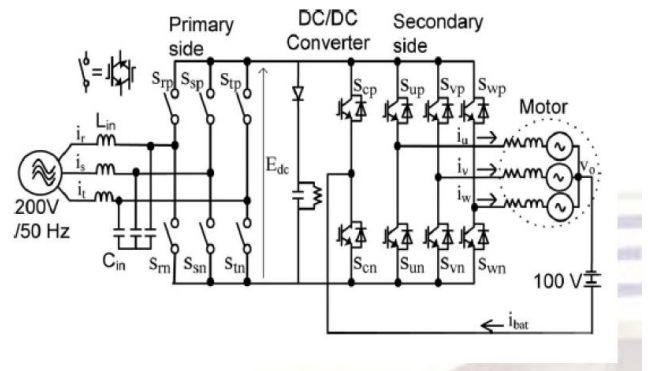 Primary
side
DC/DC
Converter
Secondary
side
=
Srp Ssp Stp
Scp Sup Svp Swp
Motor
Lin
ir
is
it
Edc
iu
iv
iw
vo
200V
/50 Hz
Cin
Srn Ssn Stn
Scn Sun Svn Swn
100 V
ibat